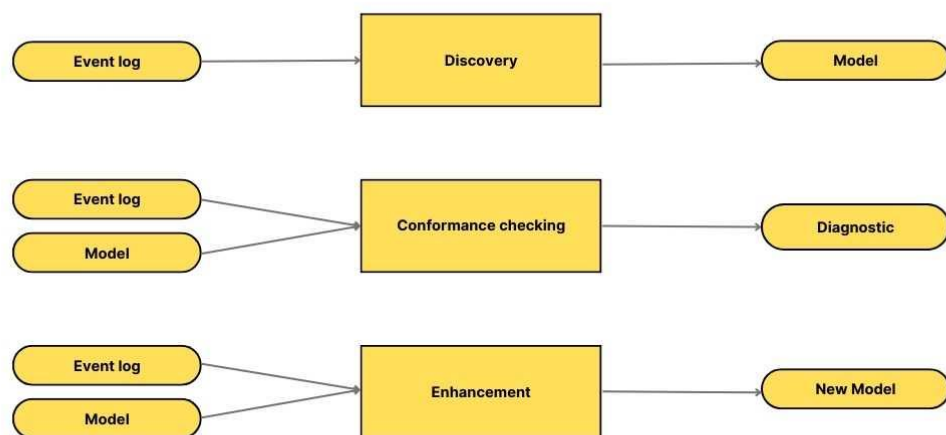 Event log
Discovery
Model
Event log
Model
Conformance checking
Diagnostic
Event log
Model
Enhancement
New Model